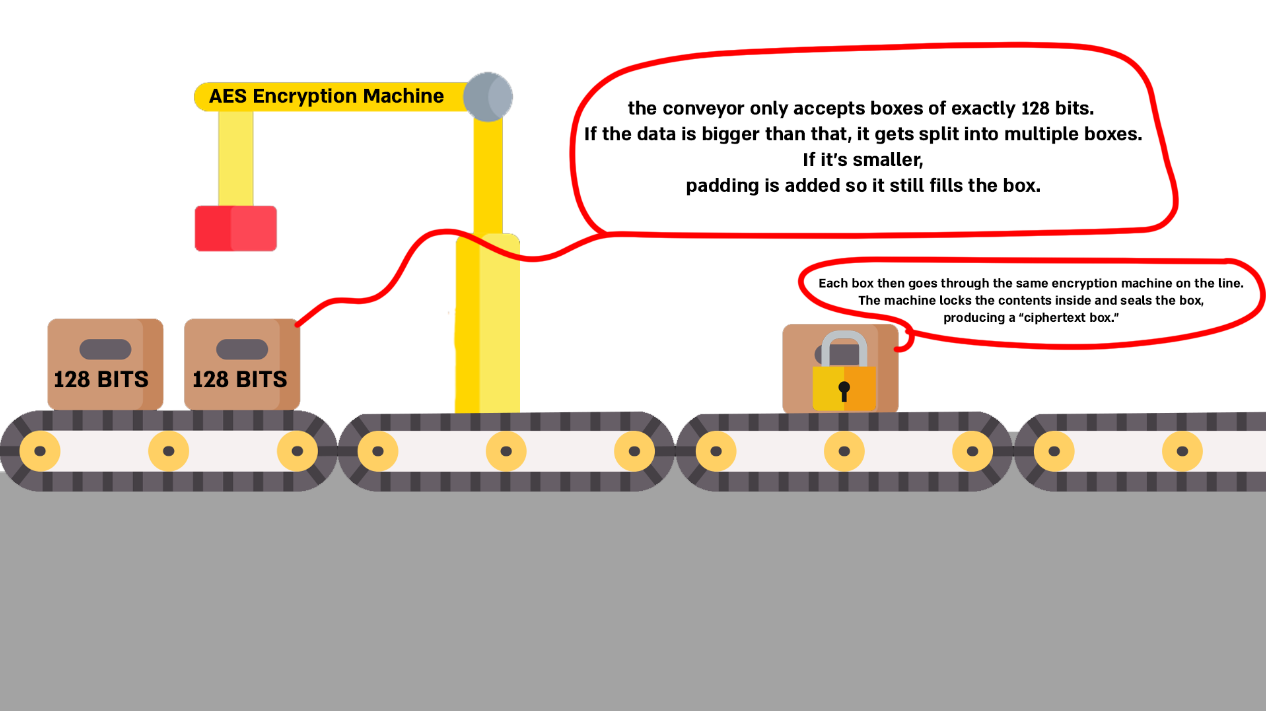 AES Encryption Machine
the conveyor only accepts boxes of exactly 128 bits.
If the data is bigger than that, it gets split into multiple boxes.
If it's smaller,
padding is added so it still fills the box.
Each box then goes through the same encryption machine on the line.
The machine locks the contents inside and seals the box,
producing a “ciphertext box.”
128 BITS
128 BITS